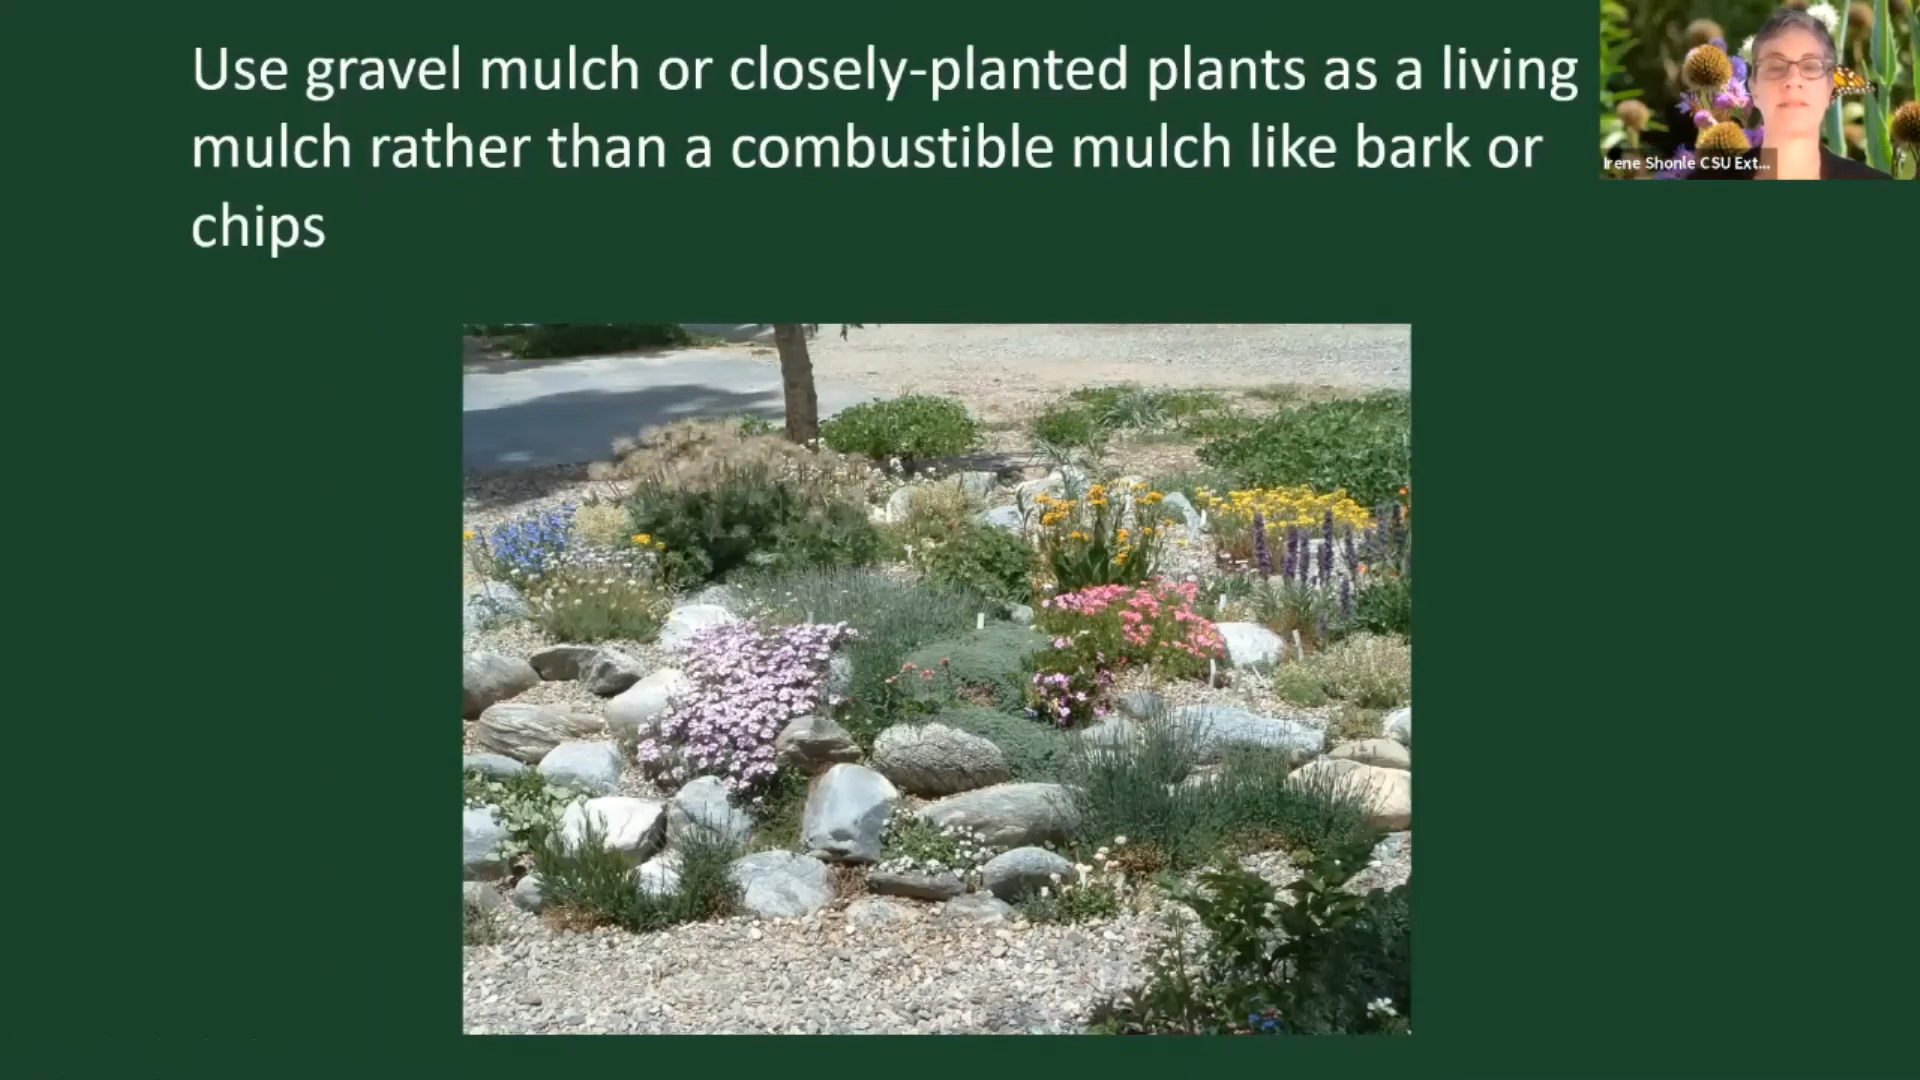 Use gravel mulch or closely-planted plants as a living
mulch rather than a combustible mulch like bark or
chips
Irene Shonle CSU Ext...